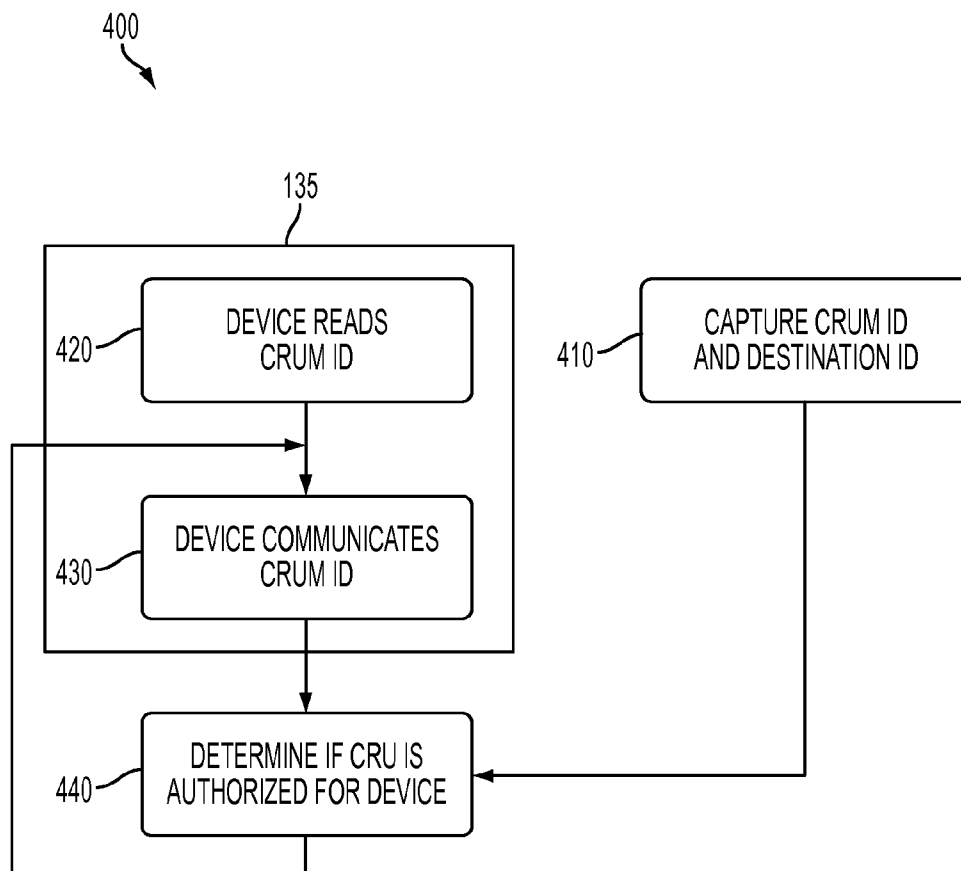 400
135
420
DEVICE READS
CRUM ID
410
CAPTURE CRUM ID
AND DESTINATION ID
430
DEVICE COMMUNICATES
CRUM ID
440
DETERMINE IF CRU IS
AUTHORIZED FOR DEVICE